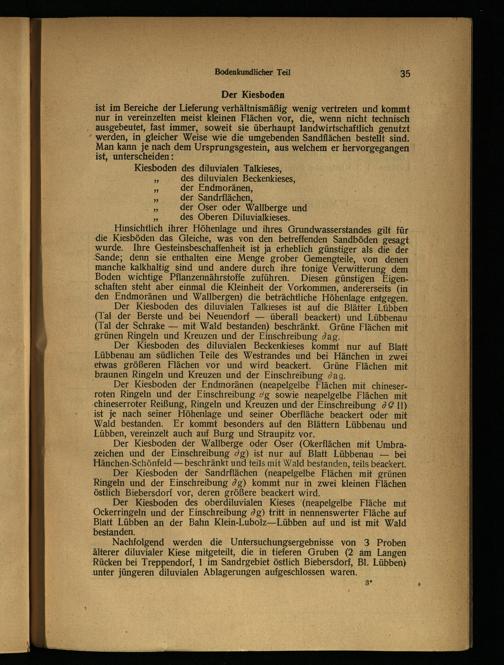 Bodenkundlicher Teil 35
Der Kiesboden
ist im Bereiche der Lieferung verhältnismäßig wenig vertreten und kommt
nur in vereinzelten meist kleinen Flächen vor, die, wenn nicht technisch
ausgebeutet, fast immer, soweit sie überhaupt landwirtschaftlich genutzt
werden, in gleicher Weise wie die umgebenden Sandflächen bestellt sind.
Man kann je nach dem Ursprungsgestein, aus welchem er hervorgegangen
ist, unterscheiden:
Kiesboden des diluvialen Talkieses,
„ des diluvialen Beckenkieses,
„ der Endmoränen,
„ der Sandrflächen,
„ der Oser oder Wallberge und
„ des Oberen Diluvialkieses.
Hinsichtlich ihrer Höhenlage und ihres Grundwasserstandes gilt für
die Kiesböden das Gleiche, was von den betreffenden Sandböden gesagt
wurde. Ihre Gesteinsbeschaffenheit ist ja erheblich günstiger als die der
Sande; denn sie enthalten eine Menge grober Gemengteile, von denen
manche kalkhaltig sind und andere durch ihre tonige Verwitterung dem
Boden wichtige Pflanzennährstoffe zuführen. Diesen günstigen Eigen-
schaften steht aber einmal die Kleinheit der Vorkommen, andererseits (in
den Endmoränen und Wallbergen) die beträchtliche Höhenlage entgegen.
Der Kiesboden des diluvialen Talkieses ist auf die Blätter Lübben
(Tal der Berste und bei Neuendorf — überall beackert) und Lübbenau
(Tal der Schrake — mit Wald bestanden) beschränkt. Grüne Flächen mit
grünen Ringeln und Kreuzen und der Einschreibung ∂ag.
Der Kiesboden des diluvialen Beckenkieses kommt nur auf Blatt
Lübbenau am südlichen Teile des Westrandes und bei Hänchen in zwei
etwas größeren Flächen vor und wird beackert. Grüne Flächen mit
braunen Ringeln und Kreuzen und der Einschreibung ∂ag.
Der Kiesboden der Endmoränen (neapelgelbe Flächen mit chineser-
roten Ringeln und der Einschreibung ∂g sowie neapelgelbe Flächen mit
chineserroter Reißung, Ringeln und Kreuzen und der Einschreibung ∂G II)
ist je nach seiner Höhenlage und seiner Oberfläche beackert oder mit
Wald bestanden. Er kommt besonders auf den Blättern Lübbenau und
Lübben, vereinzelt auch auf Burg und Straupitz vor.
Der Kiesboden der Wallberge oder Oser (Okerflächen mit Umbra-
zeichen und der Einschreibung ∂g) ist nur auf Blatt Lübbenau — bei
Hänchen-Schönfeld — beschränkt und teils mit Wald bestanden, teils beackert.
Der Kiesboden der Sandrflächen (neapelgelbe Flächen mit grünen
Ringeln und der Einschreibung ∂g) kommt nur in zwei kleinen Flächen
östlich Biebersdorf vor, deren größere beackert wird.
Der Kiesboden des oberdiluvialen Kieses (neapelgelbe Fläche mit
Ockerringeln und der Einschreibung ∂g) tritt in nennenswerter Fläche auf
Blatt Lübben an der Bahn Klein-Lubolz—Lübben auf und ist mit Wald
bestanden.
Nachfolgend werden die Untersuchungsergebnisse von 3 Proben
älterer diluvialer Kiese mitgeteilt, die in tieferen Gruben (2 am Langen
Rücken bei Treppendorf, 1 im Sandrgebiet östlich Biebersdorf, Bl. Lübben)
unter jüngeren diluvialen Ablagerungen aufgeschlossen waren.
3*